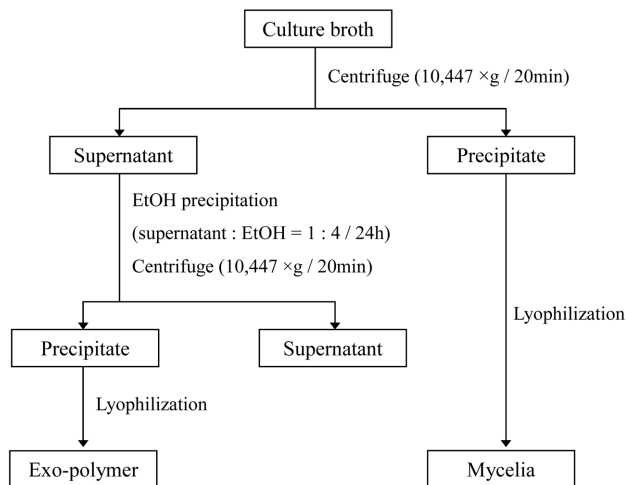 Culture broth
Centrifuge (10,447 ×g / 20min)
Supernatant
Precipitate
EtOH precipitation
(supernatant : EtOH = 1 : 4 / 24h)
Centrifuge (10,447 ×g / 20min)
Lyophilization
Precipitate
Supernatant
Lyophilization
Exo-polymer
Mycelia